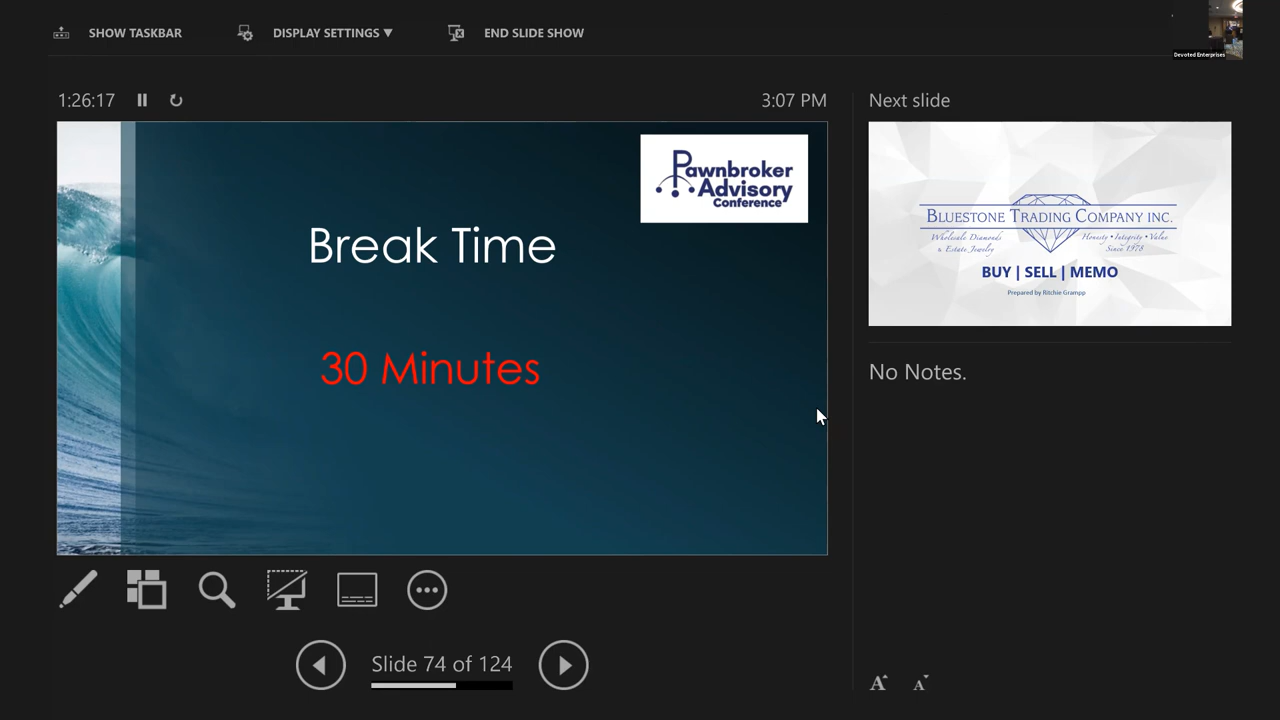 SHOW TASKBAR
DISPLAY SETTINGS ▼
END SLIDE SHOW
Devoted Enterprises
1:26:17
3:07 PM
Next slide
Pawnbroker
Advisory
Conference
Break Time
30 Minutes
BLUESTONE TRADING COMPANY INC.
Wholesale Diamonds
& Estate Jewelry
Honesty • Integrity • Value
Since 1978
BUY | SELL | MEMO
Prepared by Ritchie Grampp
No Notes.
Slide 74 of 124
A
A